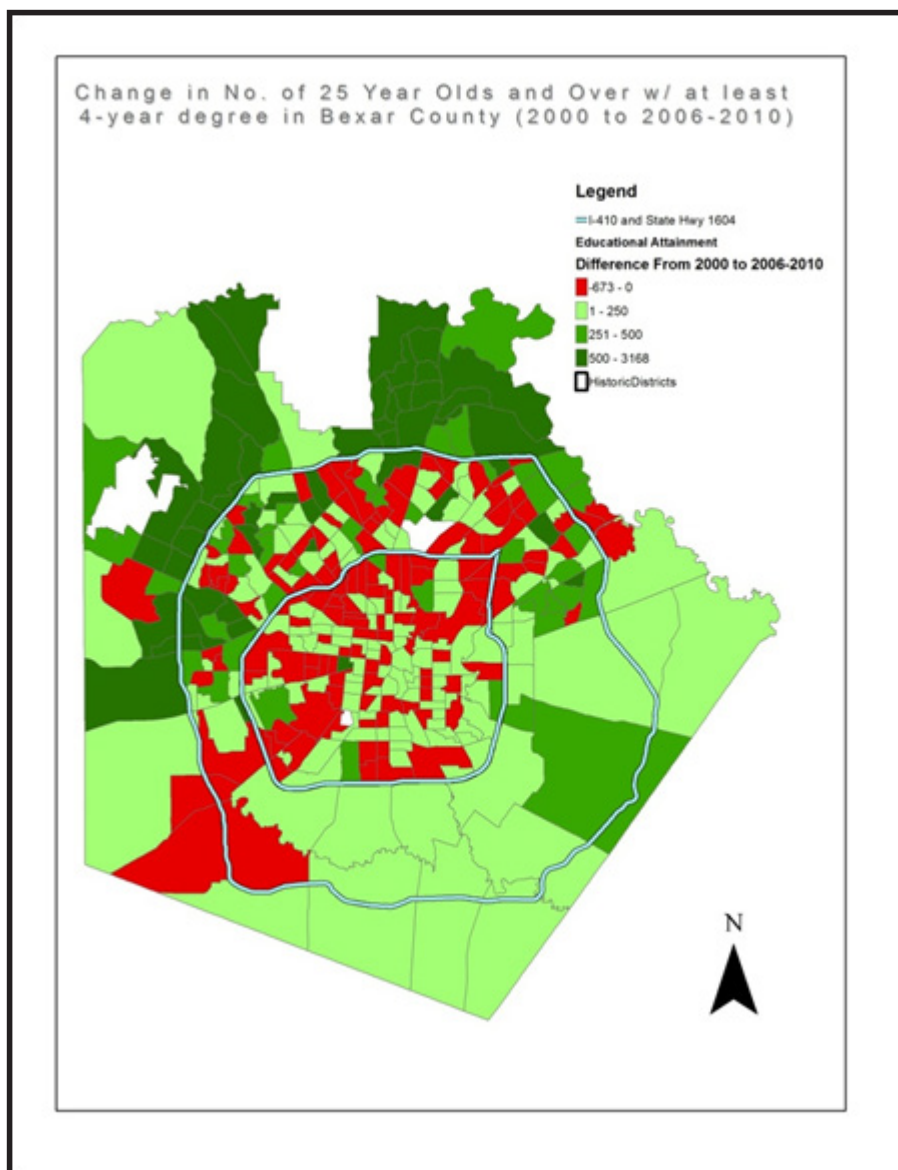 Change in No. of 25 Year Olds and Over w/ at least
4-year degree in Bexar County (2000 to 2006-2010)
Legend
I-410 and State Hwy 1604
Educational Attainment
Difference From 2000 to 2006-2010
-673 - 0
1 - 250
251 - 500
500 - 3168
HistoricDistricts
N